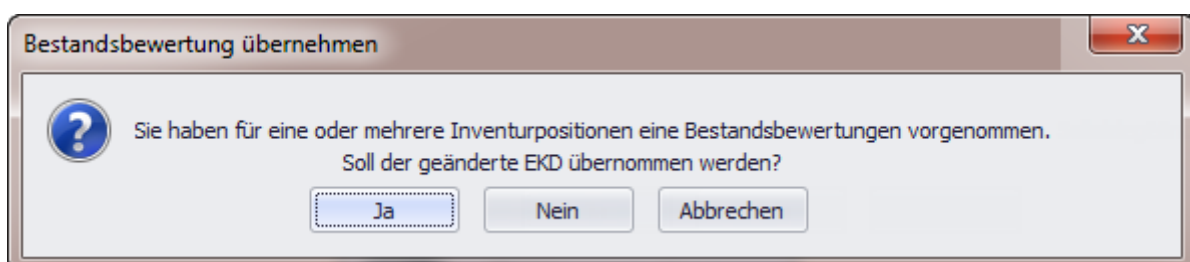 Bestandsbewertung übernehmen
Sie haben für eine oder mehrere Inventurpositionen eine Bestandsbewertungen vorgenommen.
Soll der geänderte EKD übernommen werden?
Ja Nein Abbrechen